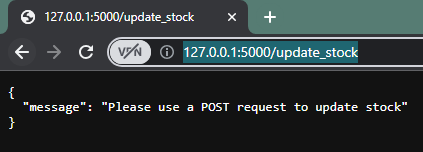 127.0.0.1:5000/update_stock
VPN
127.0.0.1:5000/update_stock
{
"message": "Please use a POST request to update stock"
}